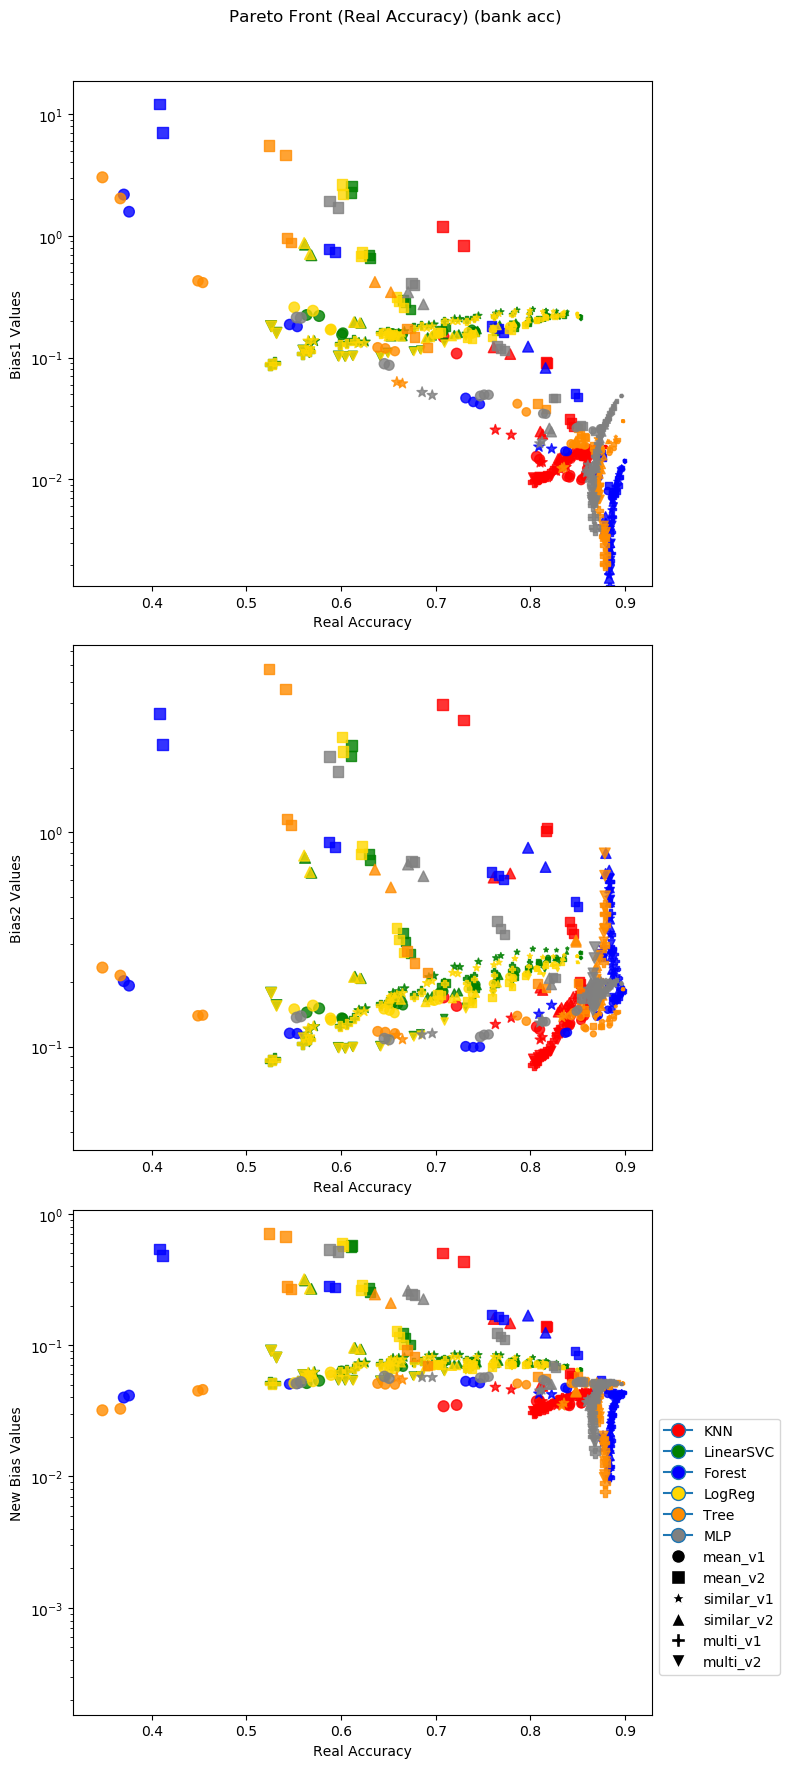 Pareto Front (Real Accuracy) (bank acc)
10¹
10⁰
10⁻¹
10⁻²
Bias1 Values
0.4 0.5 0.6 0.7 0.8 0.9
Real Accuracy
10⁰
10⁻¹
Bias2 Values
0.4 0.5 0.6 0.7 0.8 0.9
Real Accuracy
10⁰
10⁻¹
10⁻²
10⁻³
New Bias Values
0.4 0.5 0.6 0.7 0.8 0.9
Real Accuracy
KNN
LinearSVC
Forest
LogReg
Tree
MLP
mean_v1
mean_v2
similar_v1
similar_v2
multi_v1
multi_v2